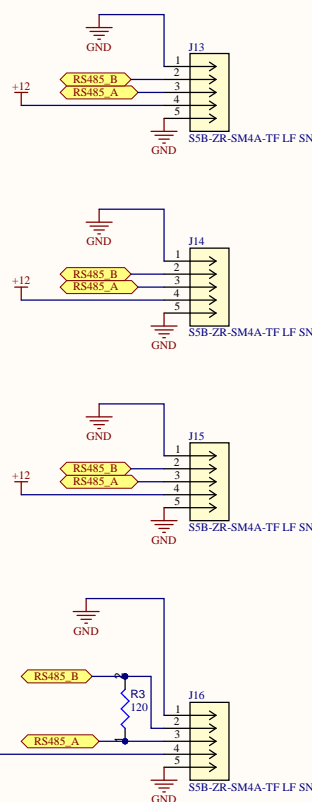 GND
J13
1
RS485_B
2
+12
RS485_A
3
4
5
GND
S5B-ZR-SM4A-TF LF SN
GND
J14
1
RS485_B
2
+12
RS485_A
3
4
5
GND
S5B-ZR-SM4A-TF LF SN
GND
J15
1
RS485_B
2
+12
RS485_A
3
4
5
GND
S5B-ZR-SM4A-TF LF SN
GND
RS485_B
2
R3
120
J16
1
2
RS485_A
1
3
4
5
GND
S5B-ZR-SM4A-TF LF SN